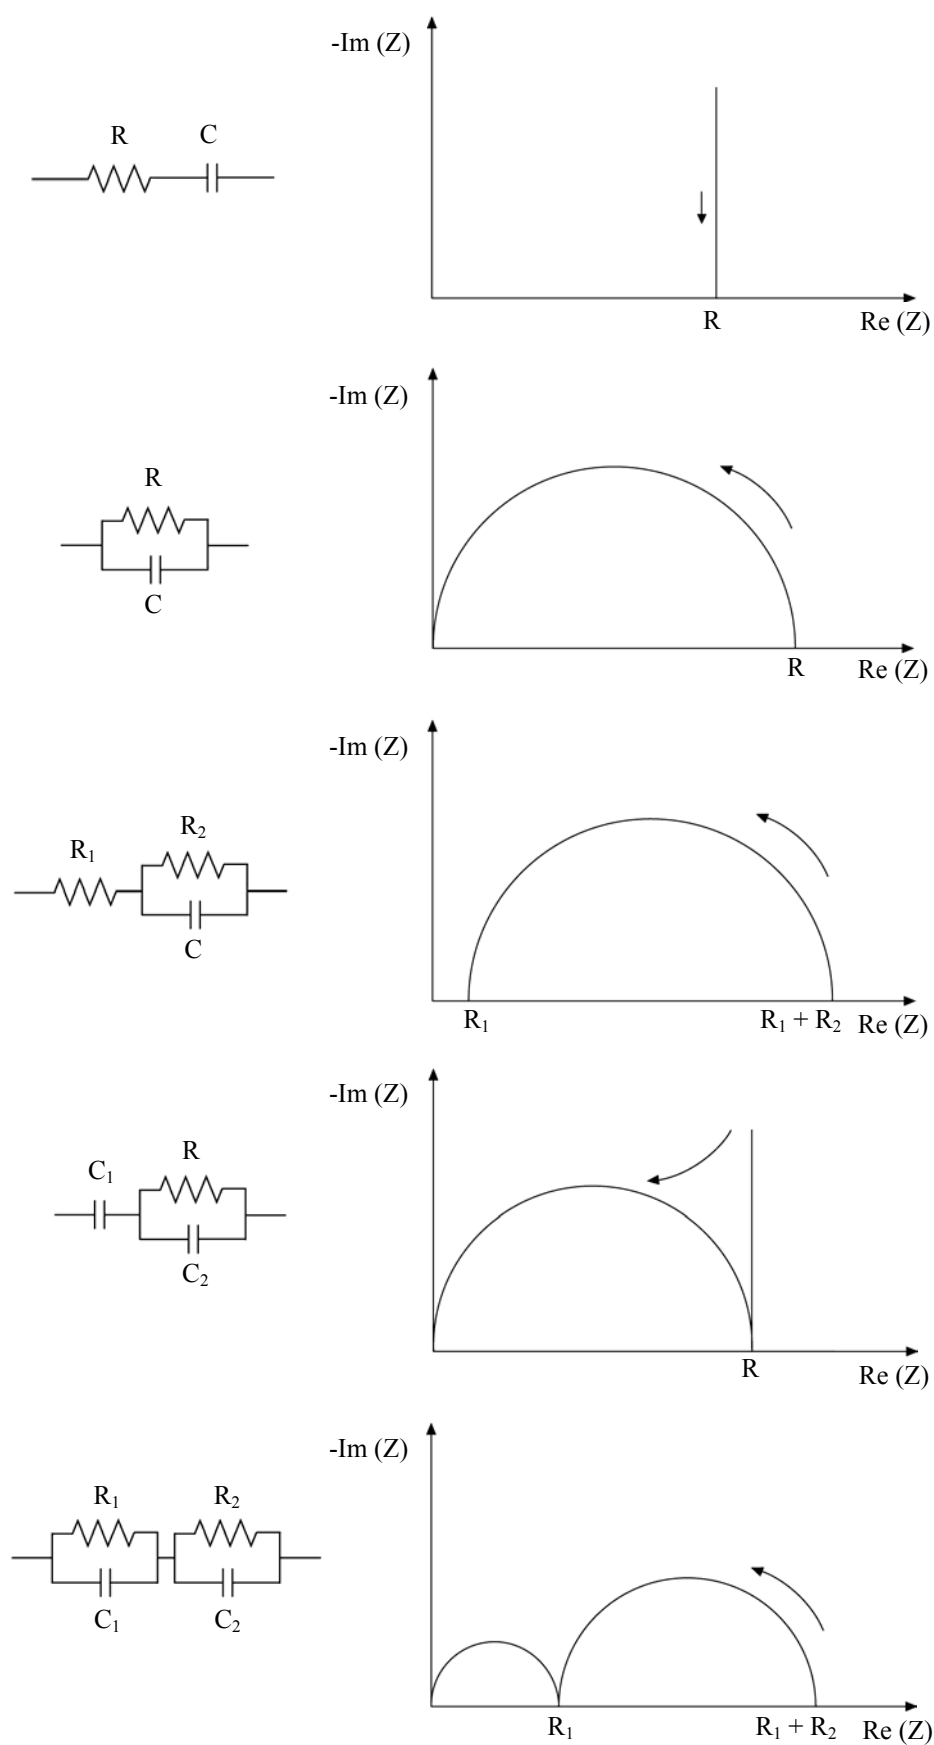 -Im (Z)
R C
R Re (Z)
-Im (Z)
R
C
R Re (Z)
-Im (Z)
R₂
R₁
C
R₁ R₁ + R₂ Re (Z)
-Im (Z)
R
C₁
C₂
R Re (Z)
-Im (Z)
R₁ R₂
C₁ C₂
R₁ R₁ + R₂ Re (Z)